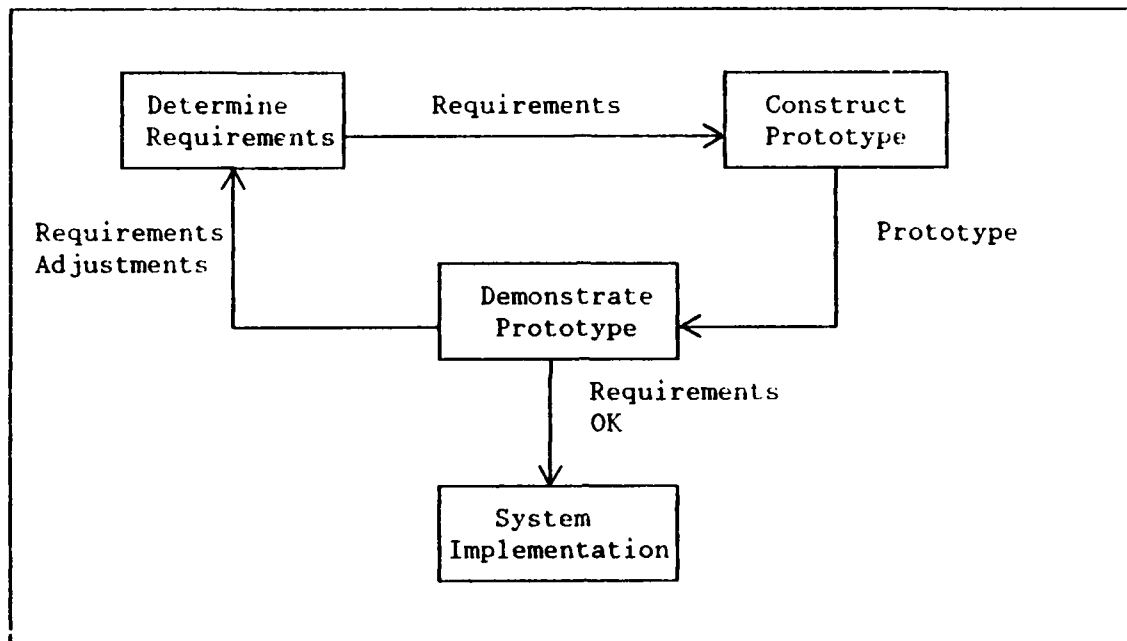 Determine
Requirements
Requirements
Construct
Prototype
Requirements
Adjustments
Prototype
Demonstrate
Prototype
Requirements
OK
System
Implementation